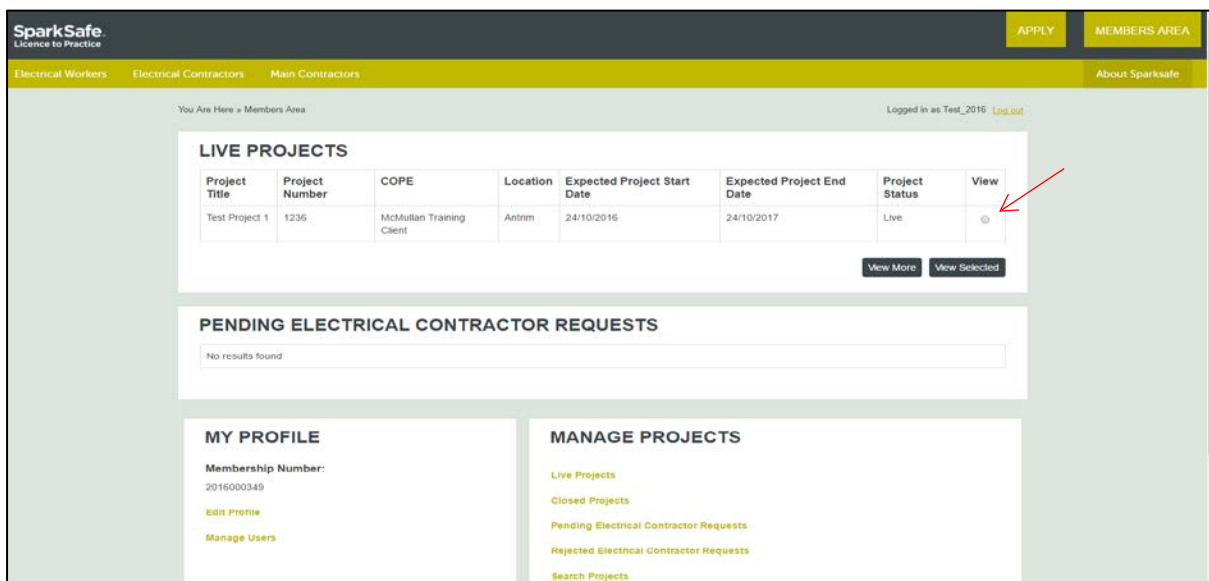 SparkSafe.
Licence to Practice
APPLY
MEMBERS AREA
Electrical Workers Electrical Contractors Main Contractors About Sparksafe
You Are Here » Members Area
Logged in as Test_2016 Log out
LIVE PROJECTS
Project Title Project Number COPE Location Expected Project Start Date Expected Project End Date Project Status View
Test Project 1 1236 McMullan Training Client Antrim 24/10/2016 24/10/2017 Live
View More View Selected
PENDING ELECTRICAL CONTRACTOR REQUESTS
No results found
MY PROFILE
Membership Number:
2016000349
Edit Profile
Manage Users
MANAGE PROJECTS
Live Projects
Closed Projects
Pending Electrical Contractor Requests
Rejected Electrical Contractor Requests
Search Projects